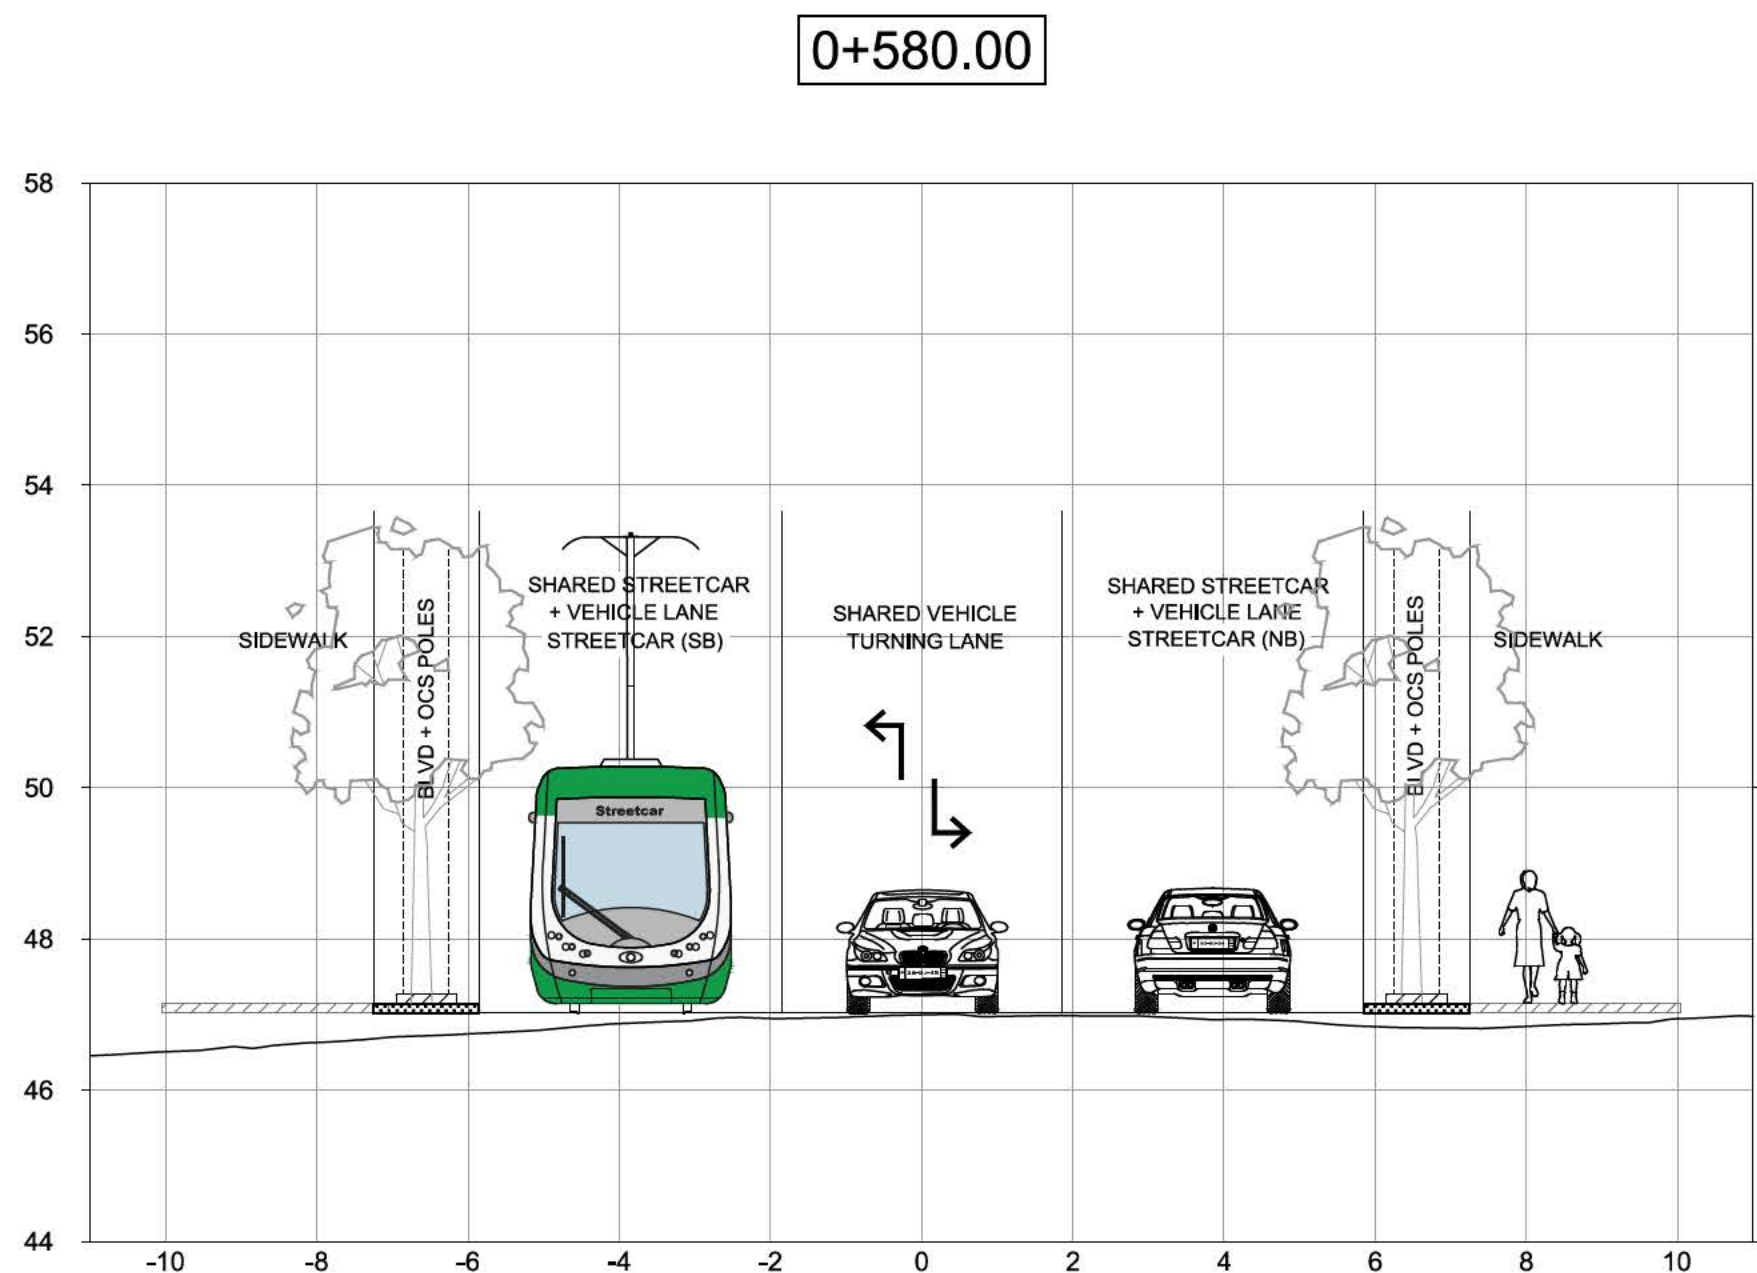 0+580.00
58
56
54
52
50
48
46
44
SIDEWALK
BLVD + OCS POLES
SHARED STREETCAR
+ VEHICLE LANE
STREETCAR (SB)
SHARED VEHICLE
TURNING LANE
SHARED STREETCAR
+ VEHICLE LANE
STREETCAR (NB)
BLVD + OCS POLES
SIDEWALK
Streetcar
-10 -8 -6 -4 -2 0 2 4 6 8 10